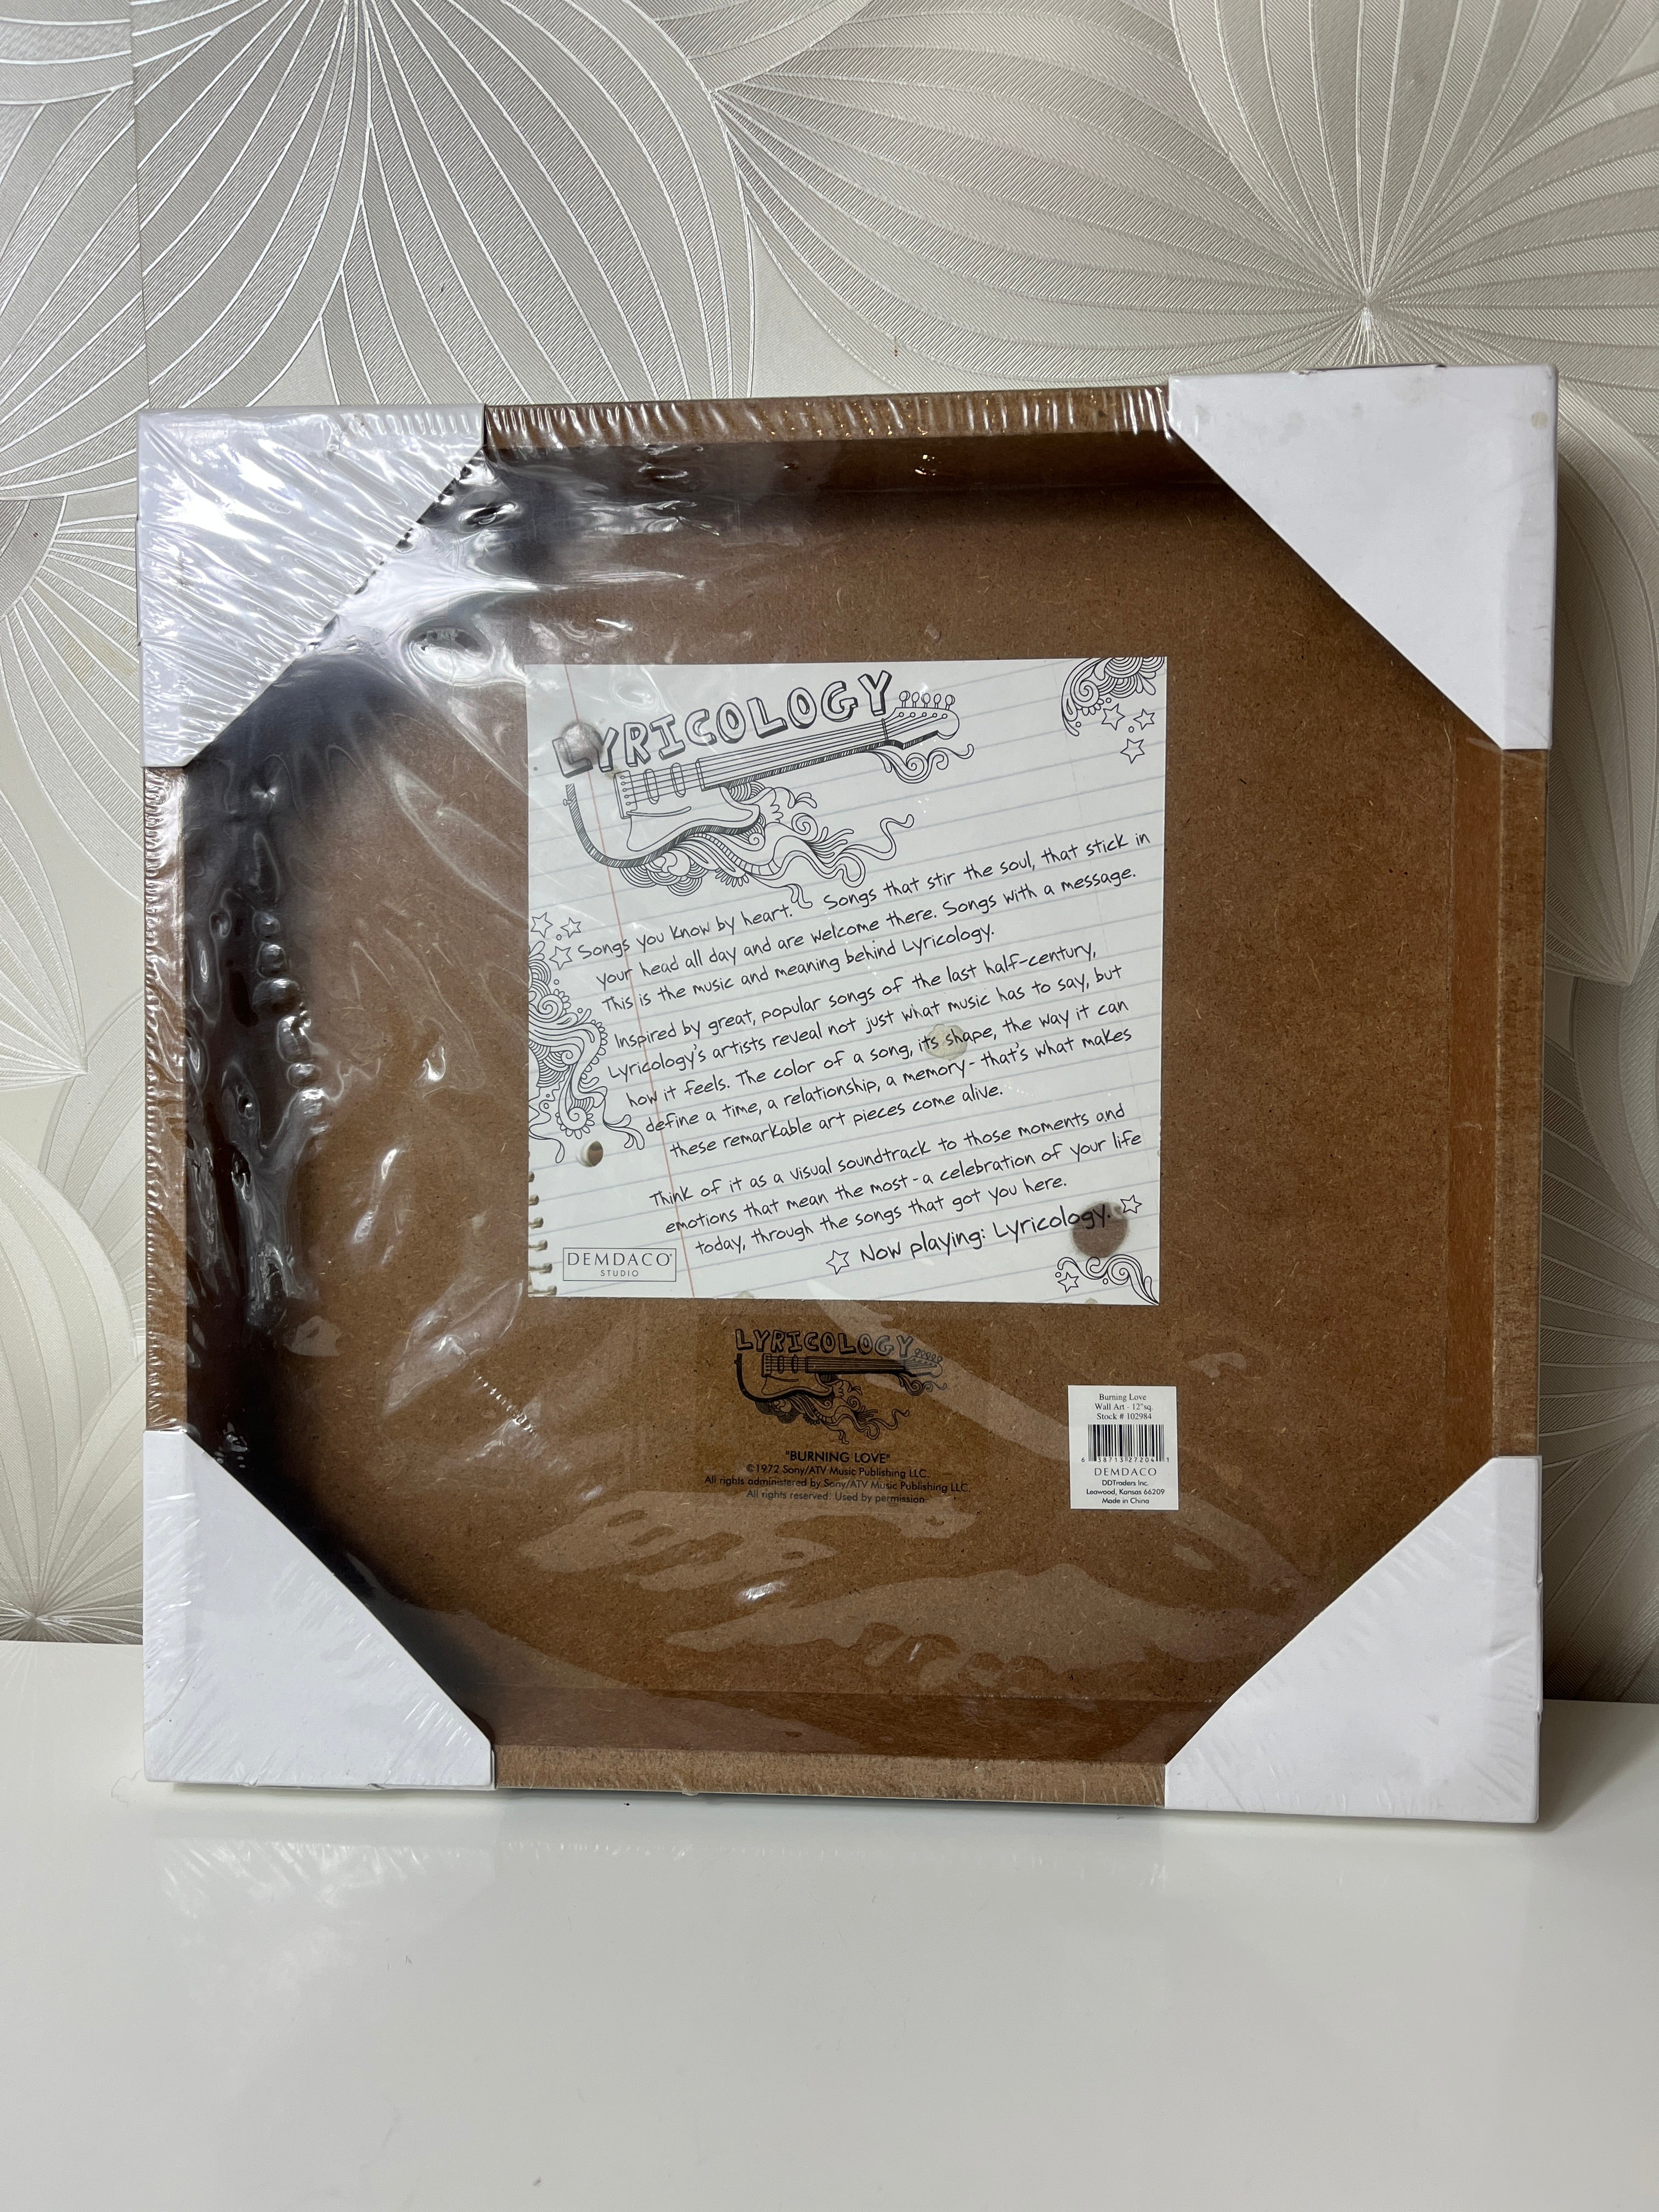 LYRICOLOGY
Songs you know by heart. Songs that stir the soul, that stick in
your head all day and are welcome there. Songs with a message.
This is the music and meaning behind Lyricology.
Inspired by great, popular songs of the last half-century,
Lyricology's artists reveal not just what music has to say, but
how it feels. The color of a song, its shape, the way it can
define a time, a relationship, a memory - that's what makes
these remarkable art pieces come alive.
Think of it as a visual soundtrack to those moments and
emotions that mean the most - a celebration of your life
today, through the songs that got you here.
Now playing: Lyricology.
DEMDACO
STUDIO
LYRICOLOGY
"BURNING LOVE"
©1972 Sony/ATV Music Publishing LLC.
All rights administered by Sony/ATV Music Publishing LLC.
All rights reserved. Used by permission.
Burning Love
Wall Art - 12"sq.
Stock # 102984
6 38713 27204 1
DEMDACO
DDTraders Inc.
Leawood, Kansas 66209
Made in China